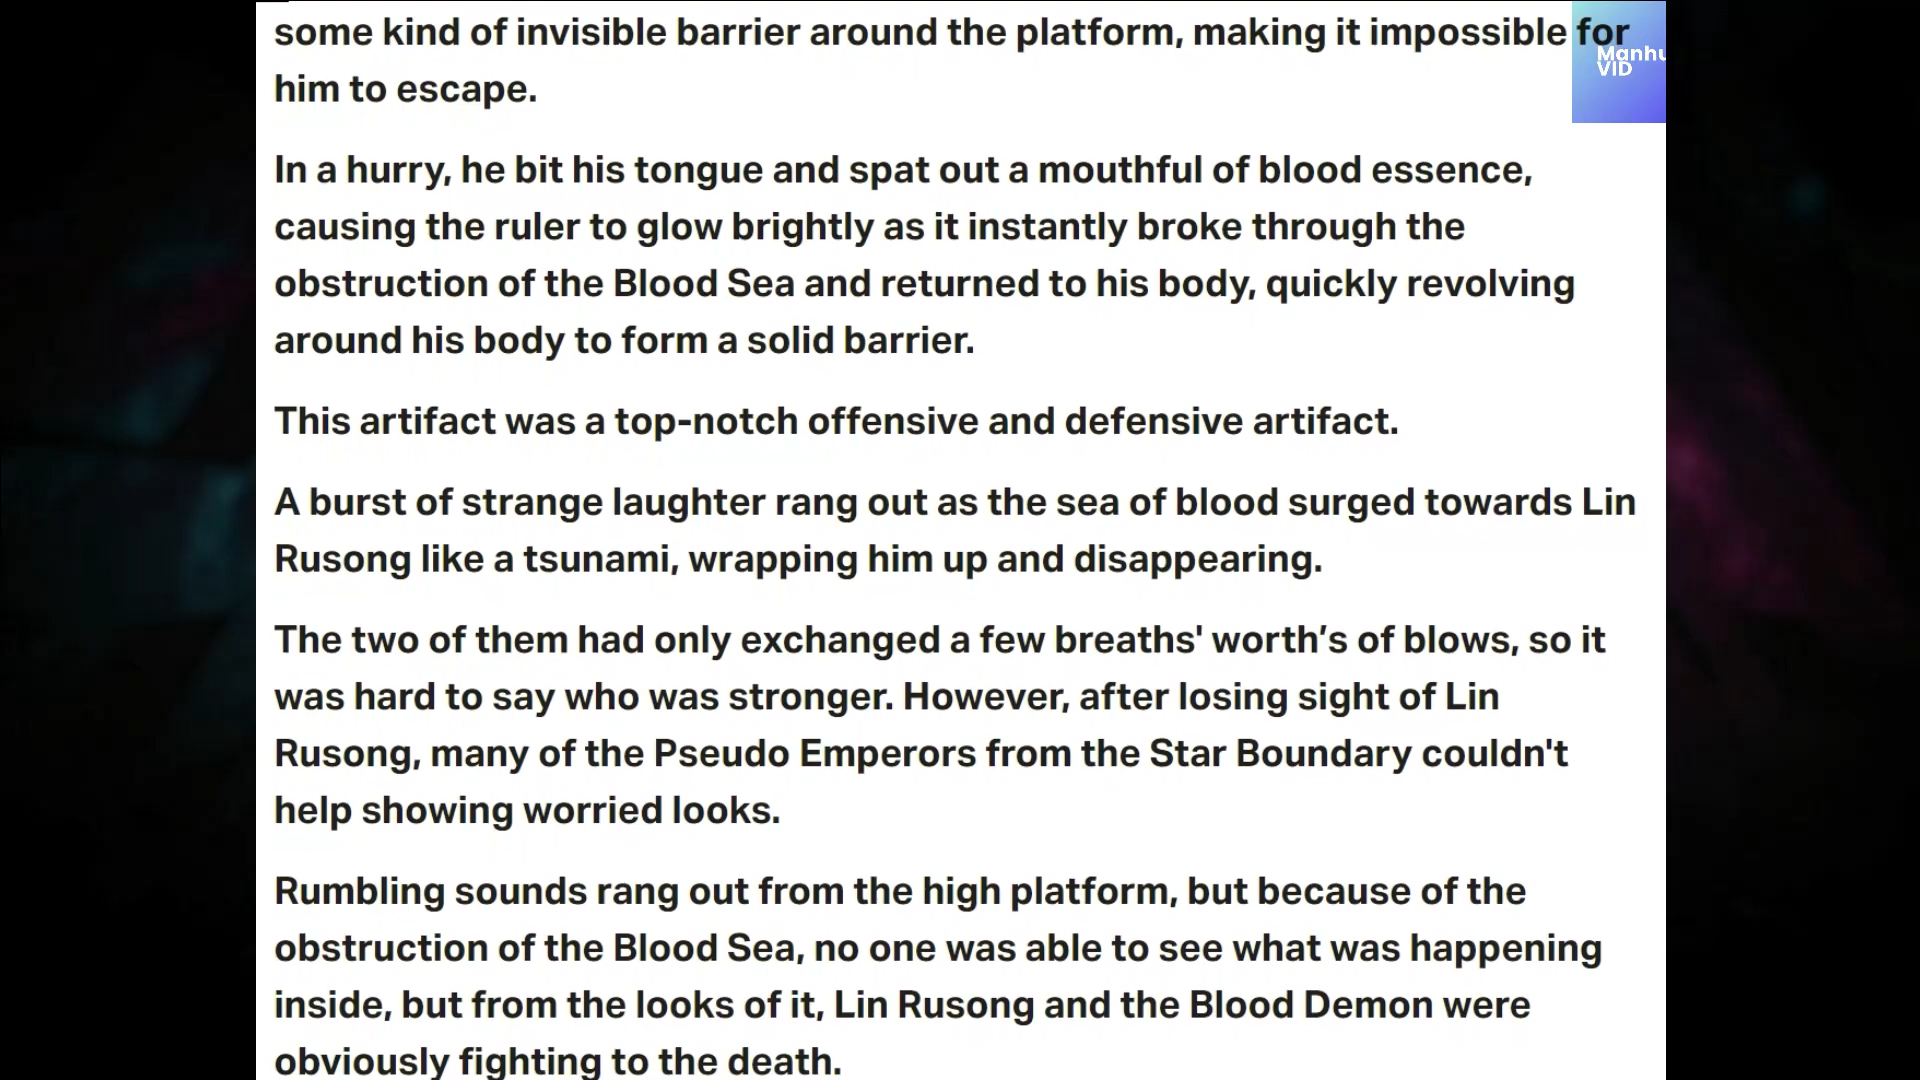 some kind of invisible barrier around the platform, making it impossible for
him to escape.
Manhu
VID
In a hurry, he bit his tongue and spat out a mouthful of blood essence,
causing the ruler to glow brightly as it instantly broke through the
obstruction of the Blood Sea and returned to his body, quickly revolving
around his body to form a solid barrier.
This artifact was a top-notch offensive and defensive artifact.
A burst of strange laughter rang out as the sea of blood surged towards Lin
Rusong like a tsunami, wrapping him up and disappearing.
The two of them had only exchanged a few breaths' worth’s of blows, so it
was hard to say who was stronger. However, after losing sight of Lin
Rusong, many of the Pseudo Emperors from the Star Boundary couldn't
help showing worried looks.
Rumbling sounds rang out from the high platform, but because of the
obstruction of the Blood Sea, no one was able to see what was happening
inside, but from the looks of it, Lin Rusong and the Blood Demon were
obviously fighting to the death.